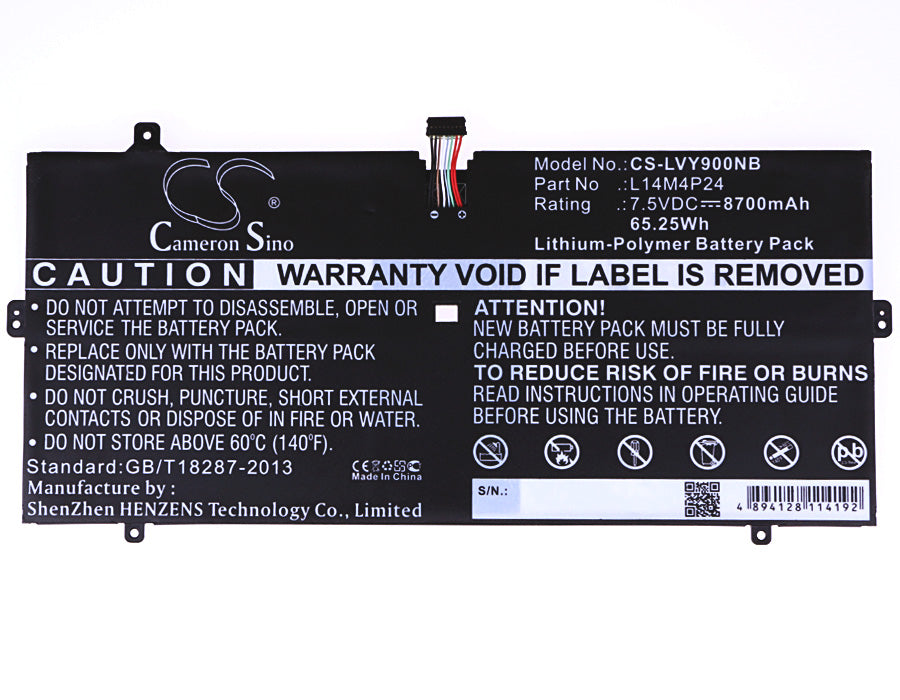 CS
®
Cameron Sino
Model No.: CS-LVY900NB
Part No : L14M4P24
Rating : 7.5VDC⎓8700mAh
65.25Wh
Lithium-Polymer Battery Pack
CAUTION
WARRANTY VOID IF LABEL IS REMOVED
• DO NOT ATTEMPT TO DISASSEMBLE, OPEN OR
SERVICE THE BATTERY PACK.
• REPLACE ONLY WITH THE BATTERY PACK
DESIGNATED FOR THIS PRODUCT.
• DO NOT CRUSH, PUNCTURE, SHORT EXTERNAL
CONTACTS OR DISPOSE OF IN FIRE OR WATER.
• DO NOT STORE ABOVE 60°C (140°F).
Standard:GB/T18287-2013
CE
Made in China
Manufacture by :
ShenZhen HENZENS Technology Co., Limited
ATTENTION!
NEW BATTERY PACK MUST BE FULLY
CHARGED BEFORE USE.
TO REDUCE RISK OF FIRE OR BURNS
READ INSTRUCTIONS IN OPERATING GUIDE
BEFORE USING THE BATTERY.
Pb
S/N.:
4 894128 114192